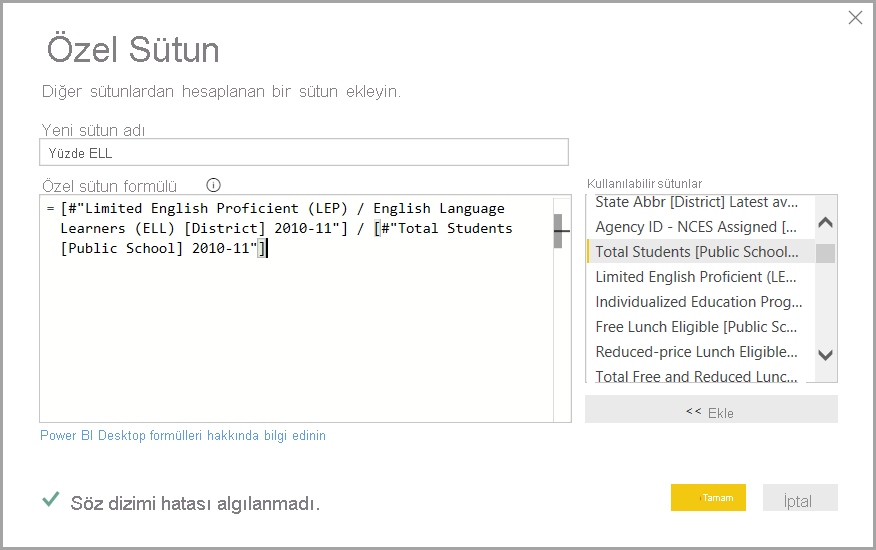 Özel Sütun
Diğer sütunlardan hesaplanan bir sütun ekleyin.
Yeni sütun adı
Yüzde ELL
Özel sütun formülü
= [#"Limited English Proficient (LEP) / English Language
Learners (ELL) [District] 2010-11"] / [#"Total Students
[Public School] 2010-11"]
Kullanılabilir sütunlar
State Abbr [District] Latest av...
Agency ID - NCES Assigned [...
Total Students [Public School...
Limited English Proficient (LE...
Individualized Education Prog...
Free Lunch Eligible [Public Sc...
Reduced-price Lunch Eligible...
Total Free and Reduced Lunc...
<< Ekle
Power BI Desktop formülleri hakkında bilgi edinin
Söz dizimi hatası algılanmadı.
Tamam
İptal